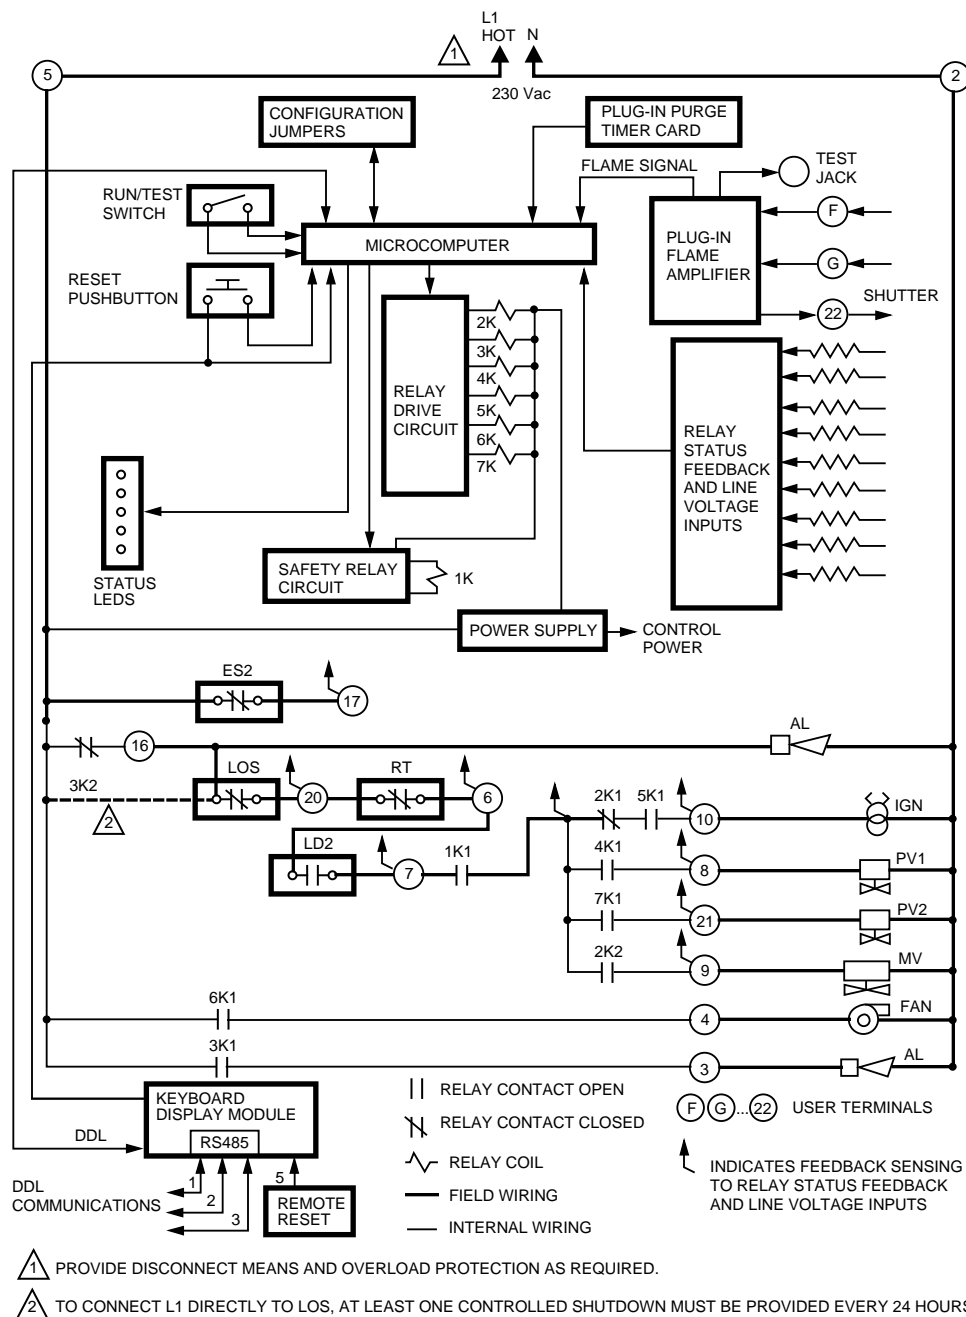 L1
HOT N
1
5
2
230 Vac
CONFIGURATION
JUMPERS
PLUG-IN PURGE
TIMER CARD
FLAME SIGNAL
TEST
JACK
RUN/TEST
SWITCH
F
MICROCOMPUTER
PLUG-IN
FLAME
AMPLIFIER
G
RESET
PUSHBUTTON
SHUTTER
22
2K
3K
4K
5K
6K
7K
RELAY
DRIVE
CIRCUIT
RELAY
STATUS
FEEDBACK
AND LINE
VOLTAGE
INPUTS
STATUS
LEDS
SAFETY RELAY
CIRCUIT
1K
POWER SUPPLY
CONTROL
POWER
ES2
17
AL
16
3K2
2
LOS
20
RT
6
LD2
7
1K1
2K1
5K1
10
IGN
4K1
8
PV1
7K1
21
PV2
2K2
9
MV
6K1
4
FAN
3K1
3
AL
KEYBOARD
DISPLAY MODULE
RS485
DDL
DDL
COMMUNICATIONS
1
2
3
5
REMOTE
RESET
RELAY CONTACT OPEN
RELAY CONTACT CLOSED
RELAY COIL
FIELD WIRING
INTERNAL WIRING
F G ... 22 USER TERMINALS
INDICATES FEEDBACK SENSING
TO RELAY STATUS FEEDBACK
AND LINE VOLTAGE INPUTS
1 PROVIDE DISCONNECT MEANS AND OVERLOAD PROTECTION AS REQUIRED.
2 TO CONNECT L1 DIRECTLY TO LOS, AT LEAST ONE CONTROLLED SHUTDOWN MUST BE PROVIDED EVERY 24 HOURS